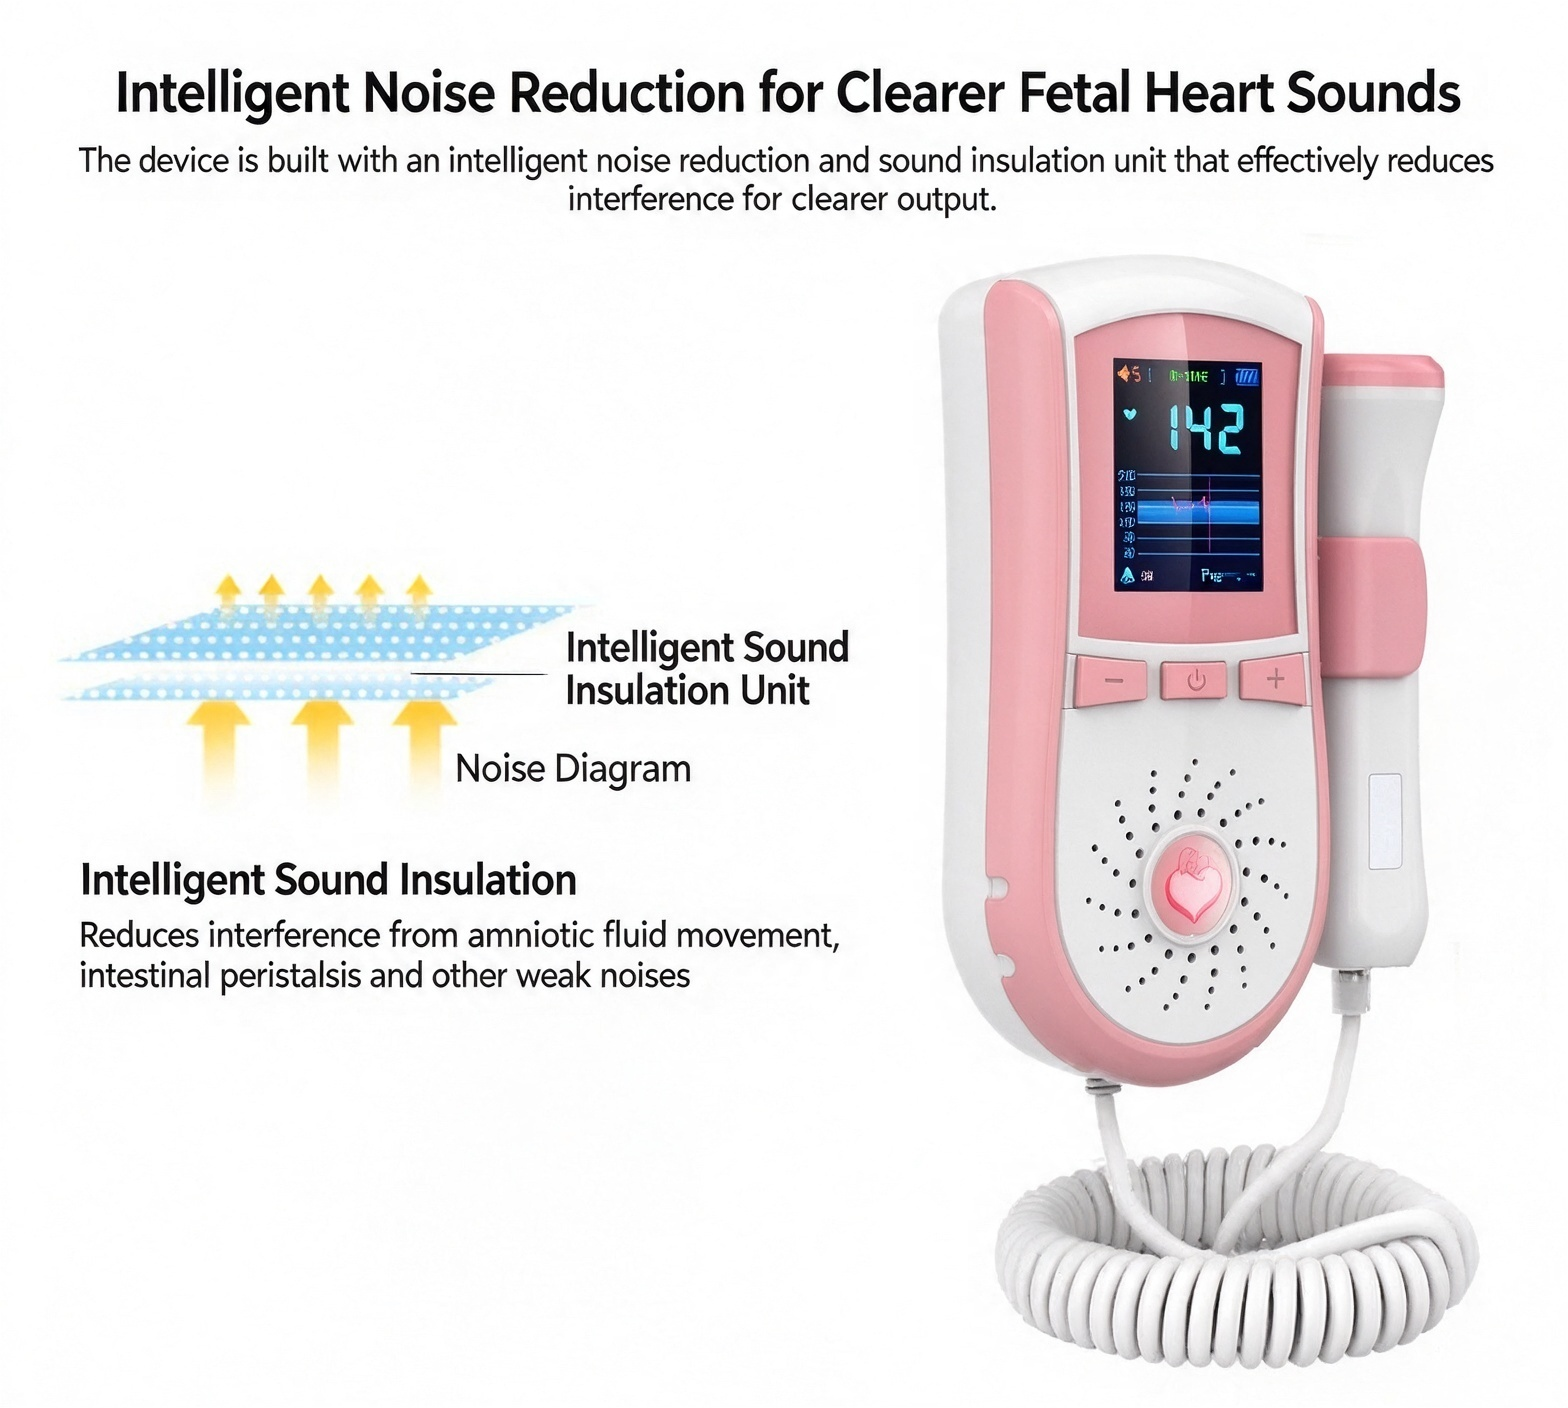 Intelligent Noise Reduction for Clearer Fetal Heart Sounds
The device is built with an intelligent noise reduction and sound insulation unit that effectively reduces
interference for clearer output.
5
142
Intelligent Sound
Insulation Unit
− +
Noise Diagram
Intelligent Sound Insulation
Reduces interference from amniotic fluid movement,
intestinal peristalsis and other weak noises